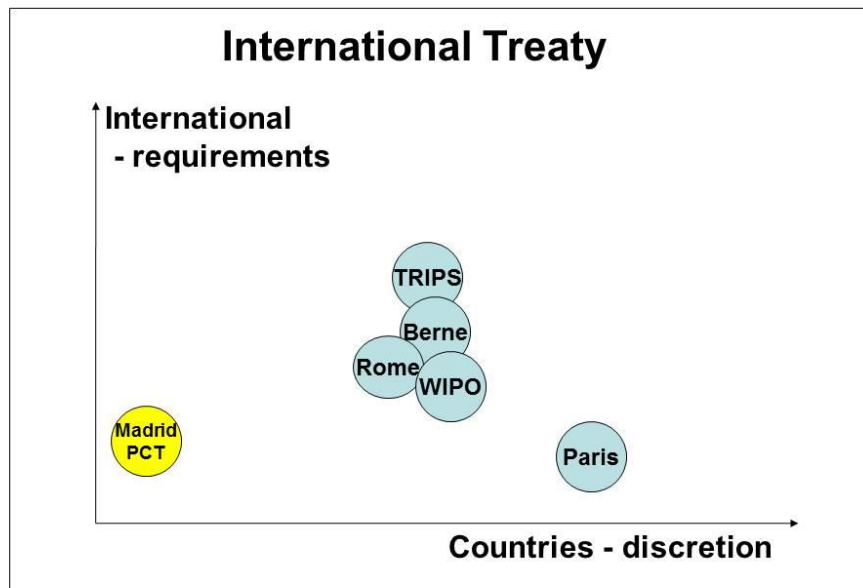 International Treaty
International
- requirements
TRIPS
Berne
Rome
WIPO
Madrid
PCT
Paris
Countries - discretion